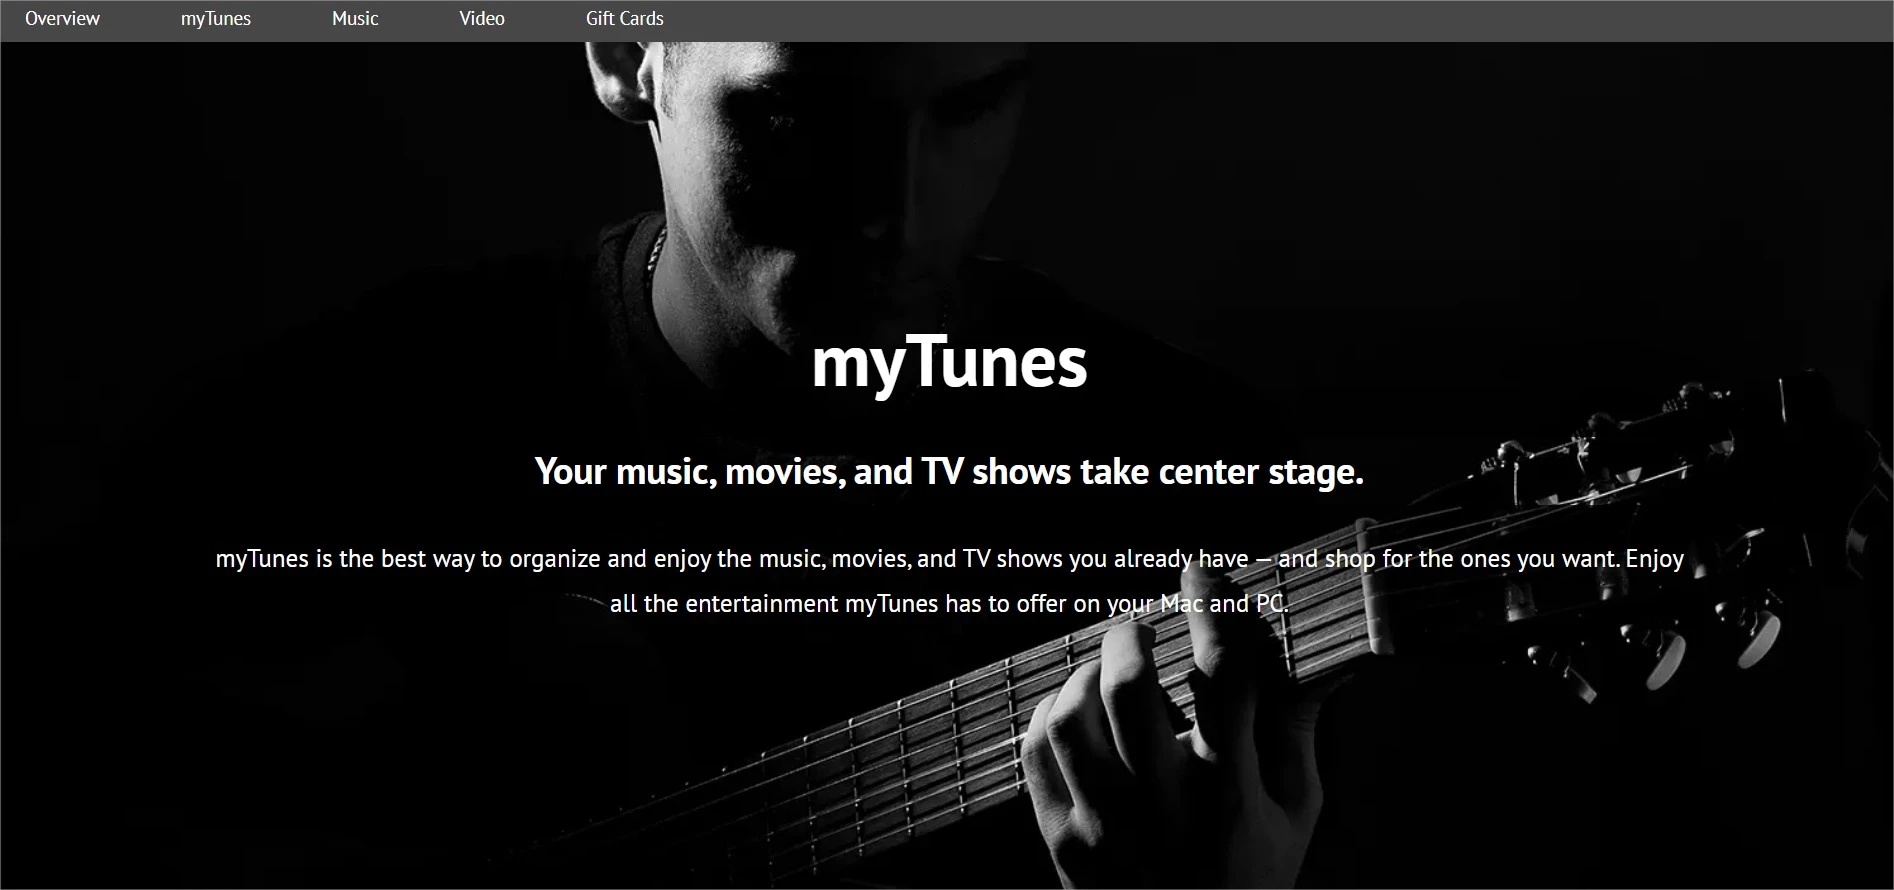 Overview myTunes Music Video Gift Cards
myTunes
Your music, movies, and TV shows take center stage.
myTunes is the best way to organize and enjoy the music, movies, and TV shows you already have — and shop for the ones you want. Enjoy
all the entertainment myTunes has to offer on your Mac and PC.